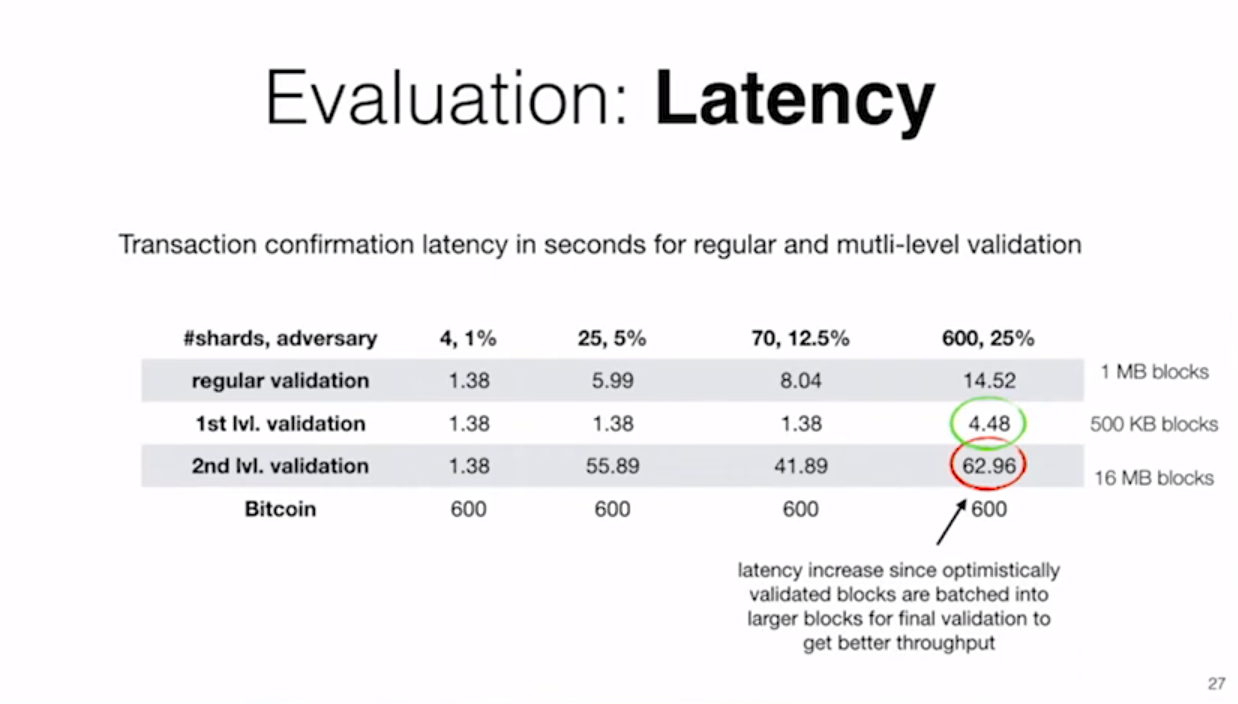 Evaluation: Latency
Transaction confirmation latency in seconds for regular and mutli-level validation
#shards, adversary 4, 1% 25, 5% 70, 12.5% 600, 25%
regular validation 1.38 5.99 8.04 14.52 1 MB blocks
1st lvl. validation 1.38 1.38 1.38 4.48 500 KB blocks
2nd lvl. validation 1.38 55.89 41.89 62.96 16 MB blocks
Bitcoin 600 600 600 600
latency increase since optimistically
validated blocks are batched into
larger blocks for final validation to
get better throughput
27